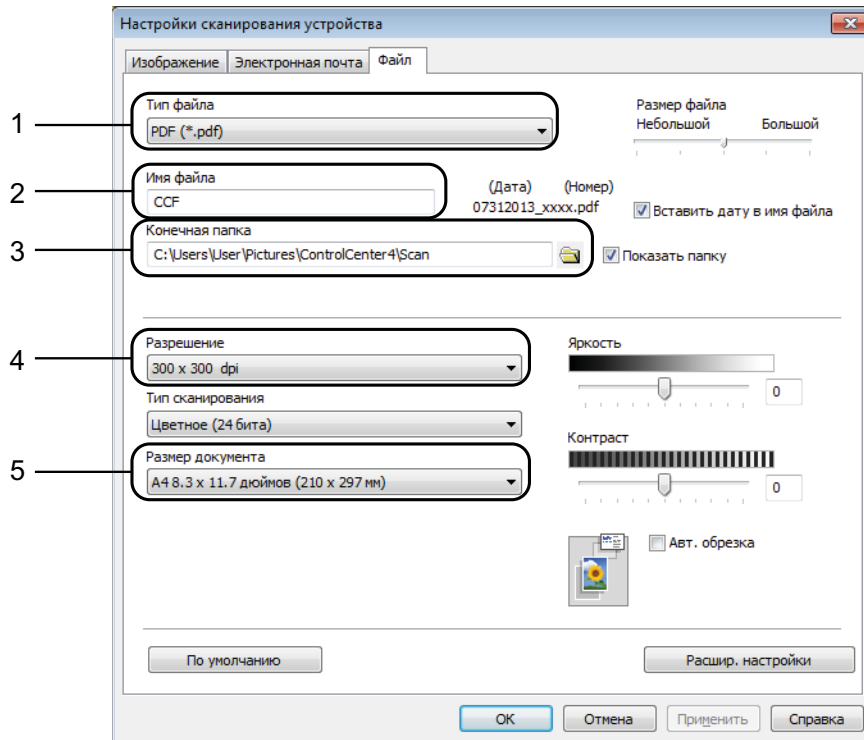 Настройки сканирования устройства
Изображение Электронная почта Файл
1
Тип файла
PDF (*.pdf)
Размер файла
Небольшой Большой
2
Имя файла
CCF
(Дата) (Номер)
07312013_xxxx.pdf
Вставить дату в имя файла
3
Конечная папка
C:\Users\User\Pictures\ControlCenter4\Scan
Показать папку
4
Разрешение
300 x 300 dpi
Тип сканирования
Цветное (24 бита)
5
Размер документа
A4 8.3 x 11.7 дюймов (210 x 297 мм)
Яркость
0
Контраст
0
Авт. обрезка
По умолчанию
Расшир. настройки
OK Отмена Применить Справка